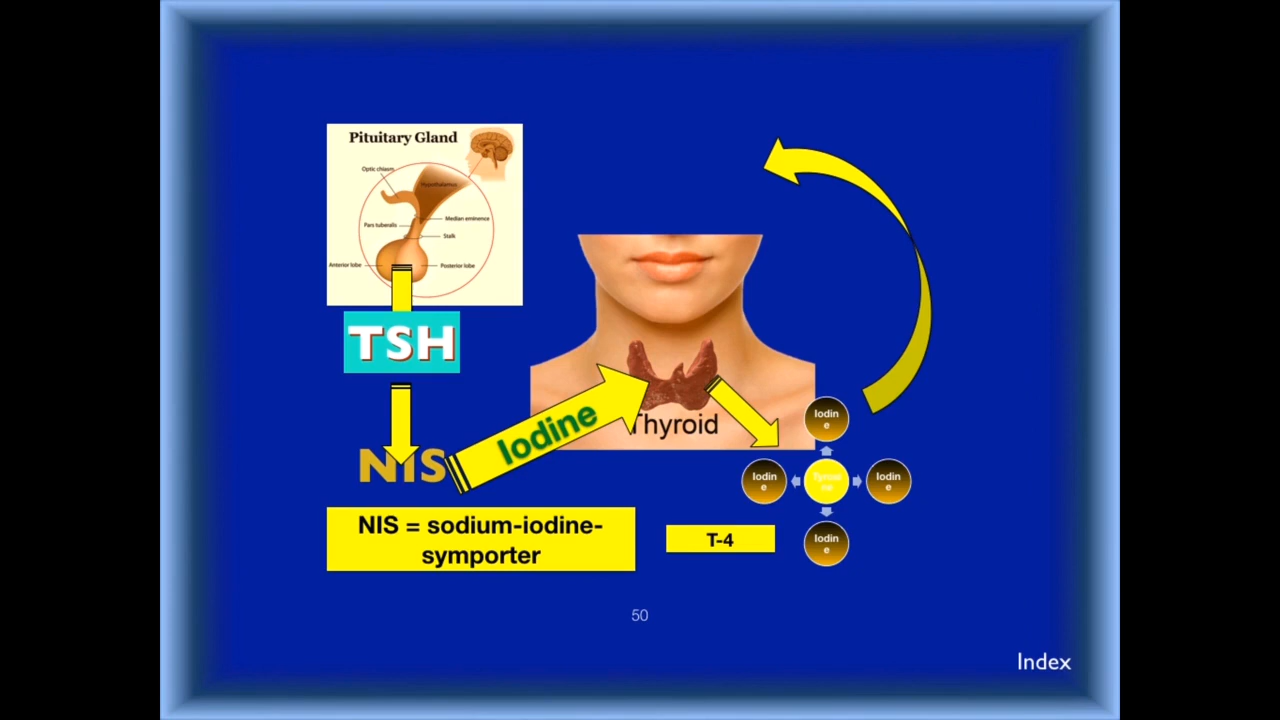 Pituitary Gland
Optic chiasm
Hypothalamus
Pars tuberalis
Median eminence
Stalk
Anterior lobe
Posterior lobe
TSH
NIS
Iodine
Thyroid
NIS = sodium-iodine-
symporter
T-4
Iodin
e
Iodin
e
Iodin
e
Iodin
e
50
Index